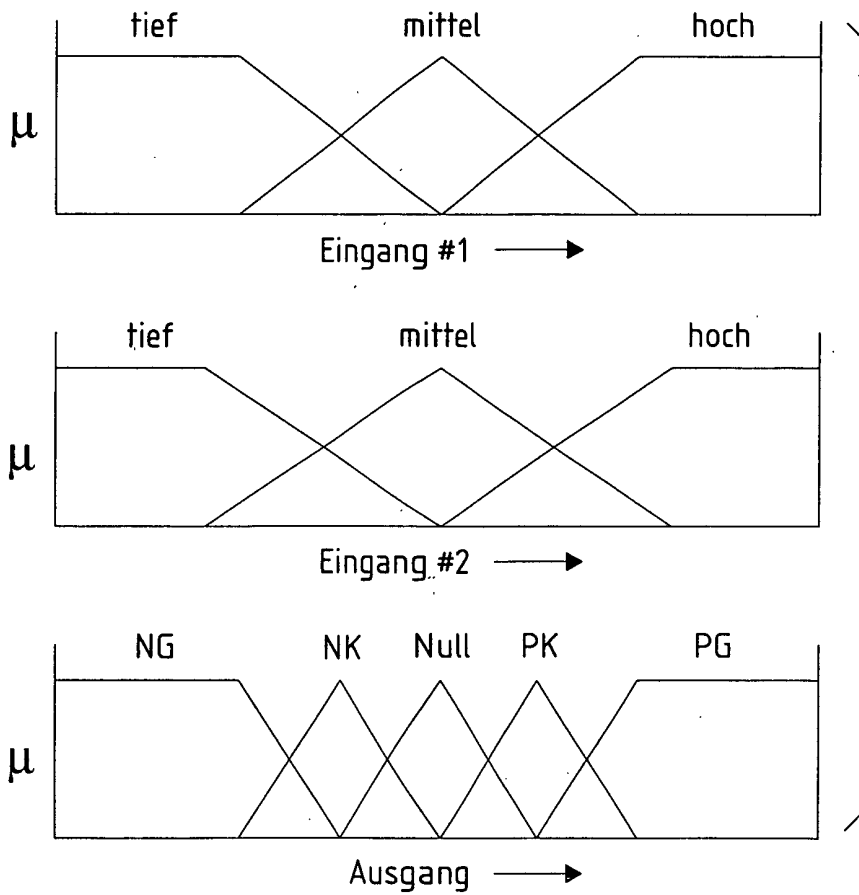 tief mittel hoch
μ
Eingang #1
tief mittel hoch
μ
Eingang #2
NG NK Null PK PG
μ
Ausgang